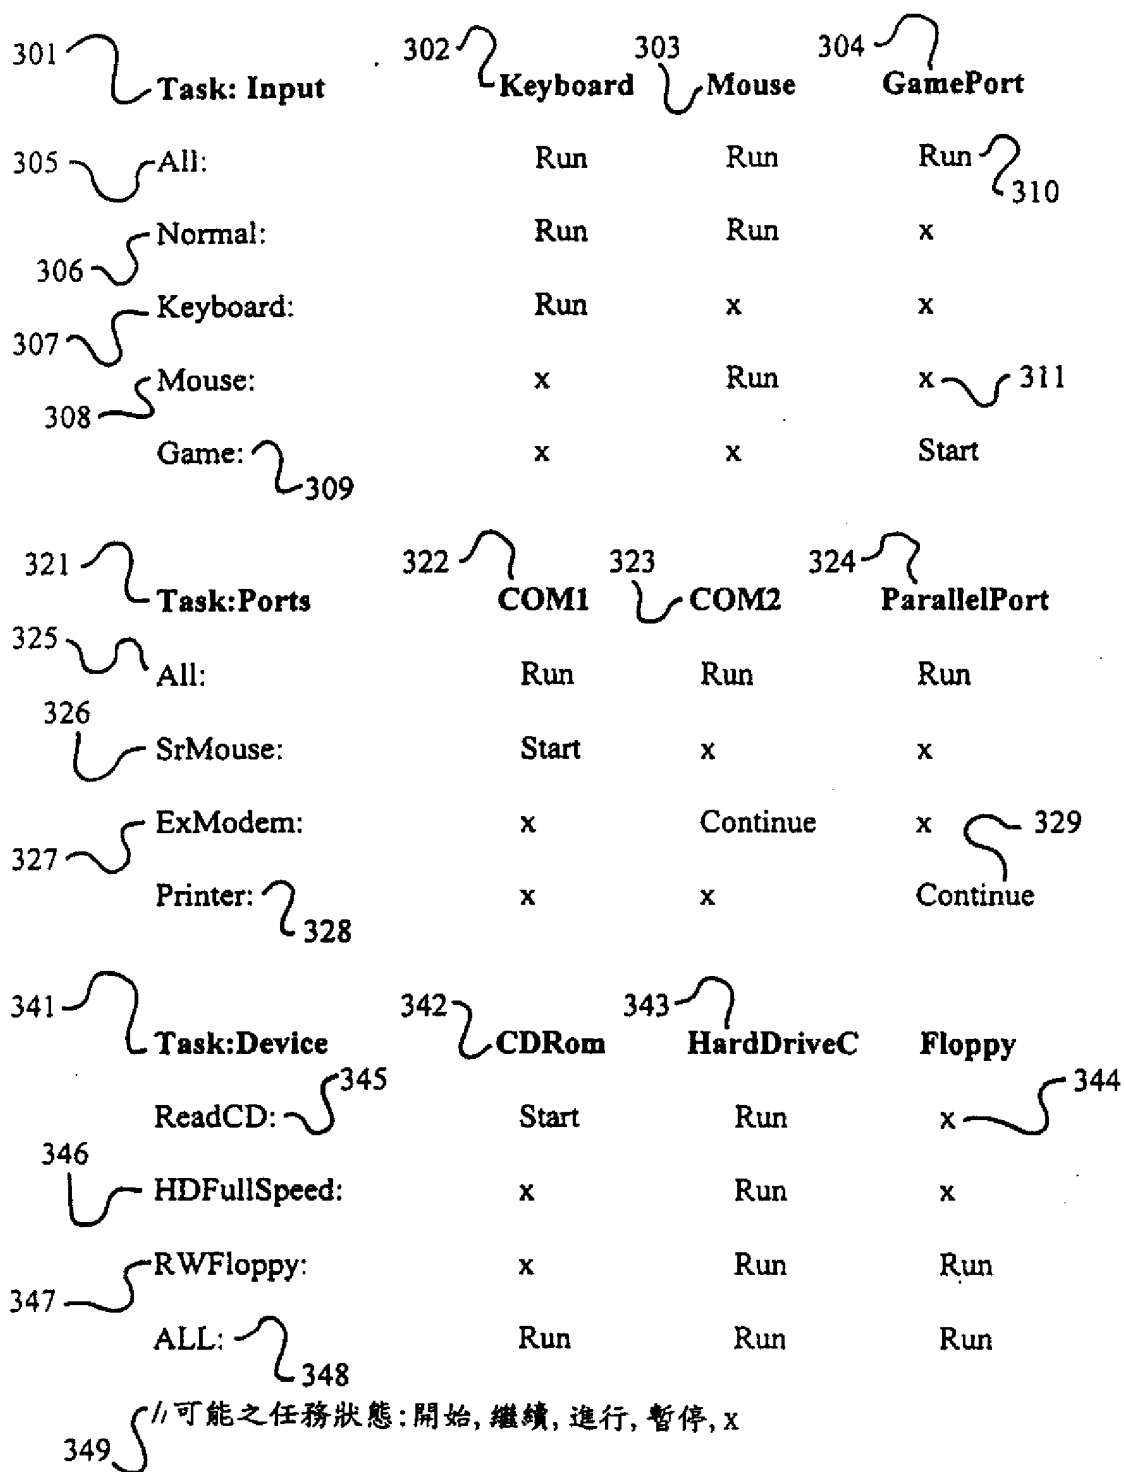 301 302 303 304
Task: Input Keyboard Mouse GamePort
305 All: Run Run Run 310
306 Normal: Run Run x
307 Keyboard: Run x x
308 Mouse: x Run x 311
Game: 309 x x Start
321 322 323 324
Task:Ports COM1 COM2 ParallelPort
325 All: Run Run Run
326 SrMouse: Start x x
327 ExModem: x Continue x 329
Printer: 328 x x Continue
341 342 343
Task:Device CDRom HardDriveC Floppy
ReadCD: 345 Start Run x 344
346 HDFullSpeed: x Run x
347 RWFloppy: x Run Run
ALL: 348 Run Run Run
349 //可能之任務狀態:開始, 繼續, 進行, 暫停, x